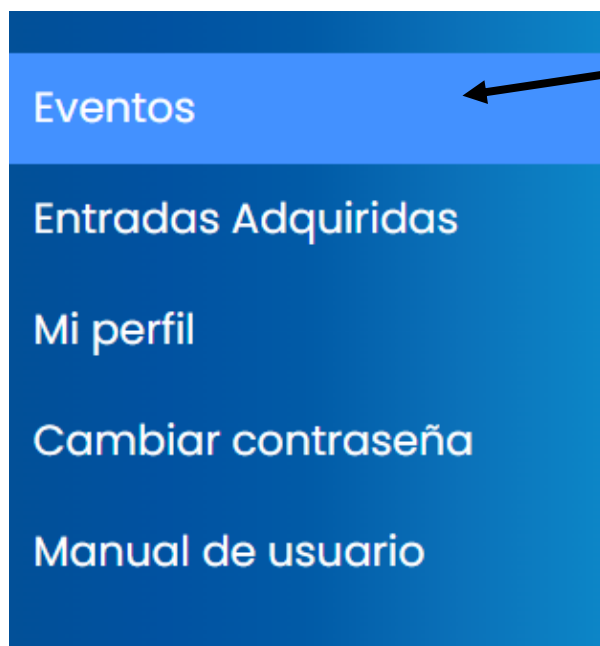 Eventos
Entradas Adquiridas
Mi perfil
Cambiar contraseña
Manual de usuario